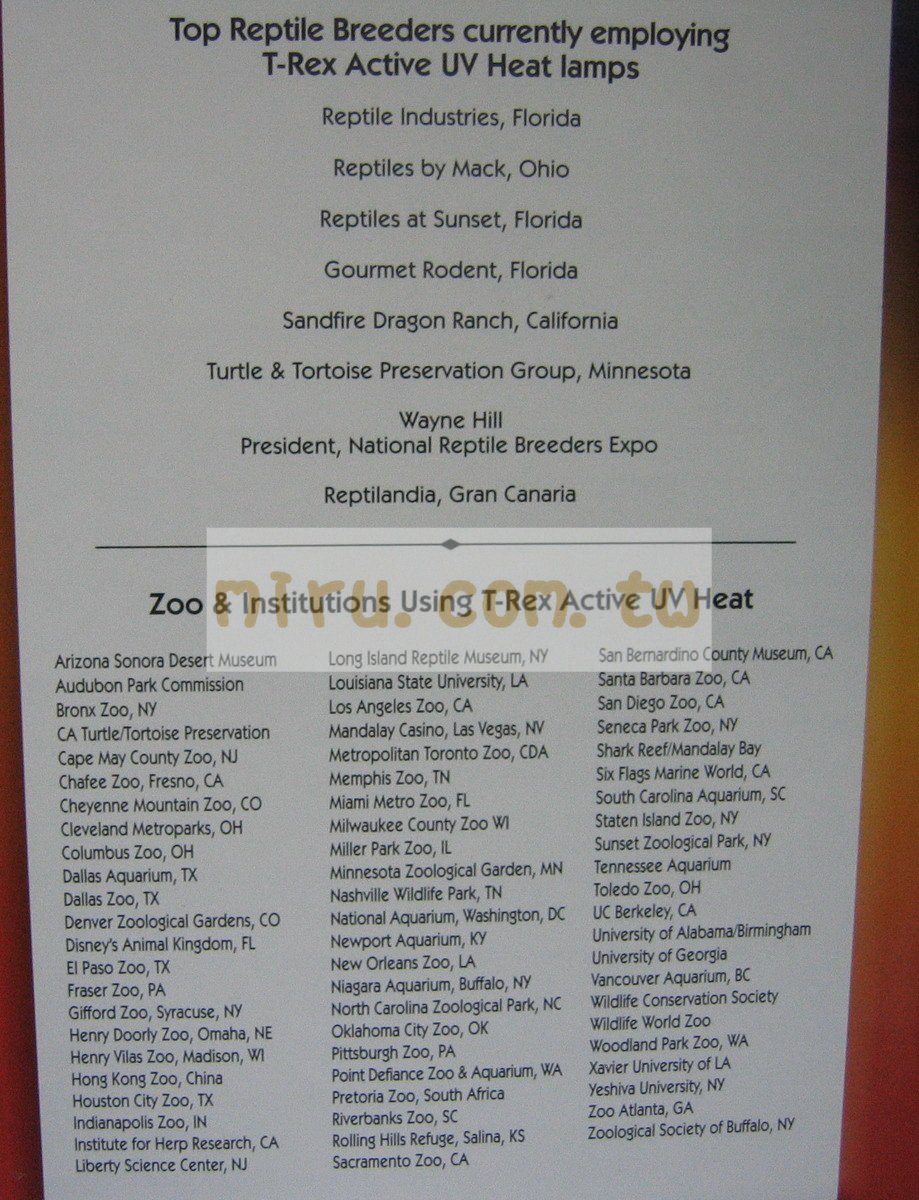 Top Reptile Breeders currently employing
T-Rex Active UV Heat lamps
Reptile Industries, Florida
Reptiles by Mack, Ohio
Reptiles at Sunset, Florida
Gourmet Rodent, Florida
Sandfire Dragon Ranch, California
Turtle & Tortoise Preservation Group, Minnesota
Wayne Hill
President, National Reptile Breeders Expo
Reptilandia, Gran Canaria
miru.com.tw
Zoo & Institutions Using T-Rex Active UV Heat
Arizona Sonora Desert Museum
Audubon Park Commission
Bronx Zoo, NY
CA Turtle/Tortoise Preservation
Cape May County Zoo, NJ
Chafee Zoo, Fresno, CA
Cheyenne Mountain Zoo, CO
Cleveland Metroparks, OH
Columbus Zoo, OH
Dallas Aquarium, TX
Dallas Zoo, TX
Denver Zoological Gardens, CO
Disney's Animal Kingdom, FL
El Paso Zoo, TX
Fraser Zoo, PA
Gifford Zoo, Syracuse, NY
Henry Doorly Zoo, Omaha, NE
Henry Vilas Zoo, Madison, WI
Hong Kong Zoo, China
Houston City Zoo, TX
Indianapolis Zoo, IN
Institute for Herp Research, CA
Liberty Science Center, NJ
Long Island Reptile Museum, NY
Louisiana State University, LA
Los Angeles Zoo, CA
Mandalay Casino, Las Vegas, NV
Metropolitan Toronto Zoo, CDA
Memphis Zoo, TN
Miami Metro Zoo, FL
Milwaukee County Zoo WI
Miller Park Zoo, IL
Minnesota Zoological Garden, MN
Nashville Wildlife Park, TN
National Aquarium, Washington, DC
Newport Aquarium, KY
New Orleans Zoo, LA
Niagara Aquarium, Buffalo, NY
North Carolina Zoological Park, NC
Oklahoma City Zoo, OK
Pittsburgh Zoo, PA
Point Defiance Zoo & Aquarium, WA
Pretoria Zoo, South Africa
Riverbanks Zoo, SC
Rolling Hills Refuge, Salina, KS
Sacramento Zoo, CA
San Bernardino County Museum, CA
Santa Barbara Zoo, CA
San Diego Zoo, CA
Seneca Park Zoo, NY
Shark Reef/Mandalay Bay
Six Flags Marine World, CA
South Carolina Aquarium, SC
Staten Island Zoo, NY
Sunset Zoological Park, NY
Tennessee Aquarium
Toledo Zoo, OH
UC Berkeley, CA
University of Alabama/Birmingham
University of Georgia
Vancouver Aquarium, BC
Wildlife Conservation Society
Wildlife World Zoo
Woodland Park Zoo, WA
Xavier University of LA
Yeshiva University, NY
Zoo Atlanta, GA
Zoological Society of Buffalo, NY